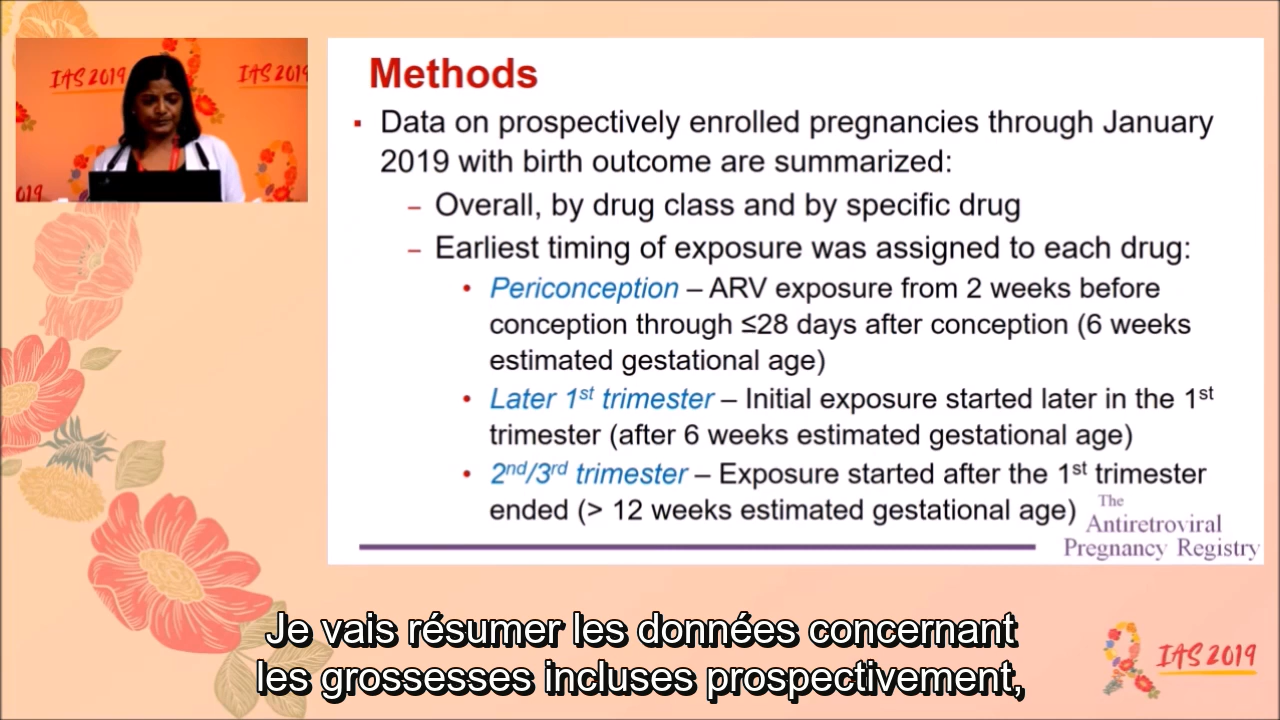 IAS 2019
IAS 2019
019
Methods
▪ Data on prospectively enrolled pregnancies through January
2019 with birth outcome are summarized:
– Overall, by drug class and by specific drug
– Earliest timing of exposure was assigned to each drug:
• Periconception – ARV exposure from 2 weeks before
conception through ≤28 days after conception (6 weeks
estimated gestational age)
• Later 1st trimester – Initial exposure started later in the 1st
trimester (after 6 weeks estimated gestational age)
• 2nd/3rd trimester – Exposure started after the 1st trimester
ended (> 12 weeks estimated gestational age)
The
Antiretroviral
Pregnancy Registry
Je vais résumer les données concernant
les grossesses incluses prospectivement,
IAS 2019